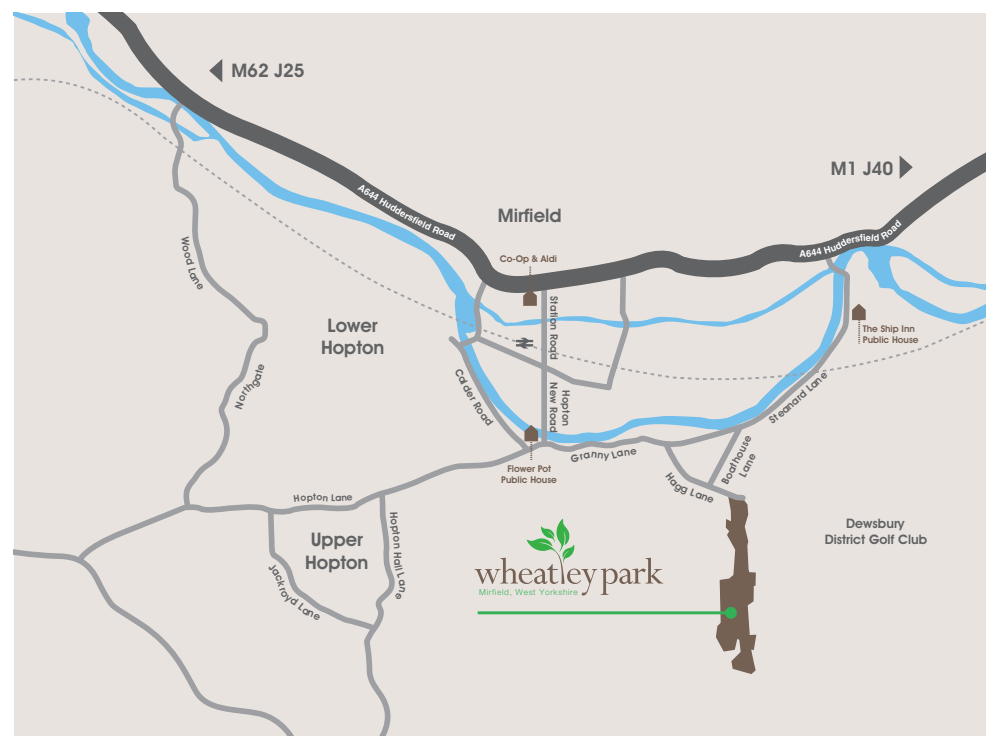 M62 J25
M1 J40
A644 Huddersfield Road
Mirfield
A644 Huddersfield Road
Co-Op & Aldi
Wood Lane
Station Road
Lower
Hopton
The Ship Inn
Public House
Northgate
Calder Road
Hopton
New Road
Steanard Lane
Granny Lane
Boathouse
Lane
Flower Pot
Public House
Hagg Lane
Hopton Lane
Upper
Hopton
Hopton Hall Lane
Jackroyd Lane
Dewsbury
District Golf Club
wheatley park
Mirfield, West Yorkshire